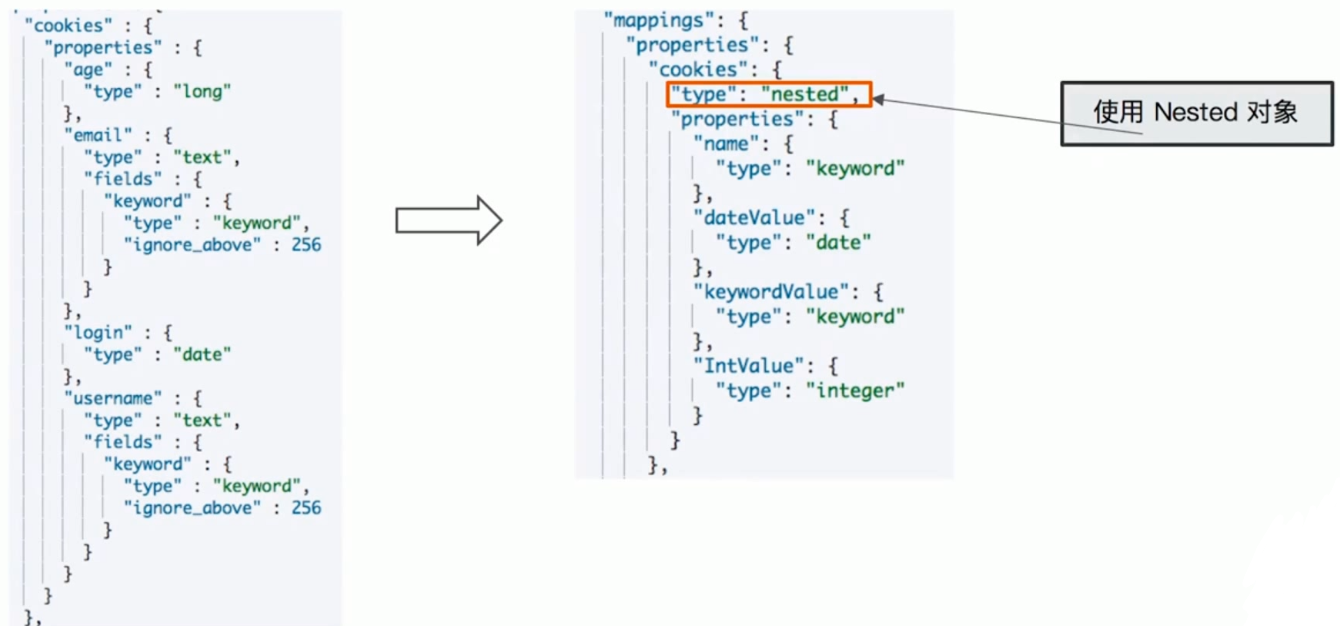 "cookies" : {
"properties" : {
"age" : {
"type" : "long"
},
"email" : {
"type" : "text",
"fields" : {
"keyword" : {
"type" : "keyword",
"ignore_above" : 256
}
}
},
"login" : {
"type" : "date"
},
"username" : {
"type" : "text",
"fields" : {
"keyword" : {
"type" : "keyword",
"ignore_above" : 256
}
}
}
}
},
"mappings": {
"properties": {
"cookies": {
"type": "nested",
"properties": {
"name": {
"type": "keyword"
},
"dateValue": {
"type": "date"
},
"keywordValue": {
"type": "keyword"
},
"IntValue": {
"type": "integer"
}
}
},
使用 Nested 对象